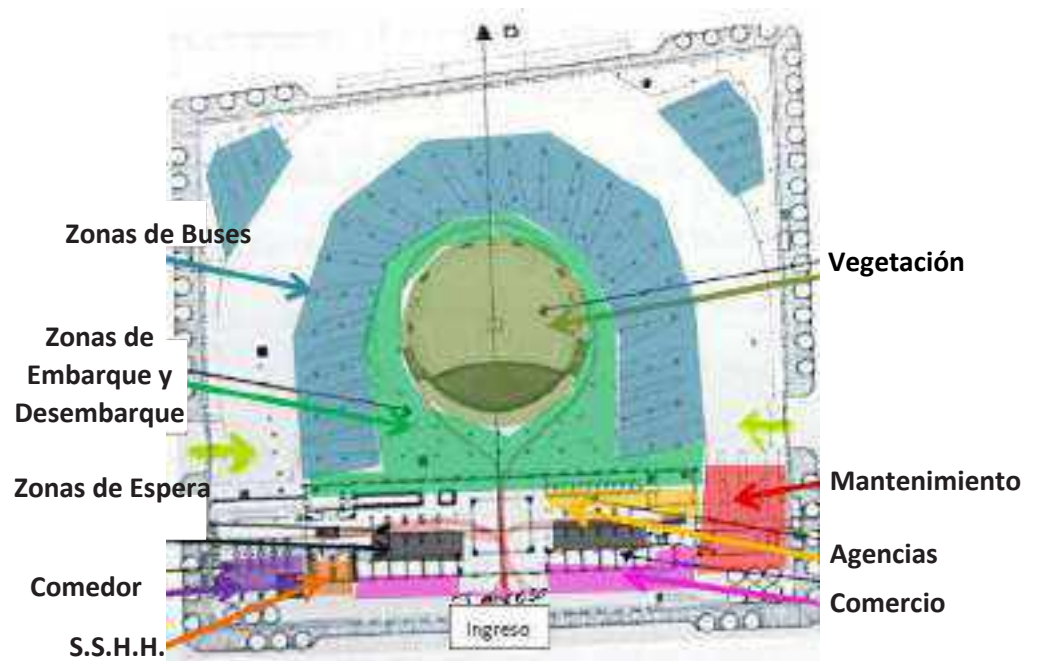 Zonas de Buses
Vegetación
Zonas de
Embarque y
Desembarque
Zonas de Espera
Mantenimiento
Agencias
Comedor
Comercio
S.S.H.H.
Ingreso